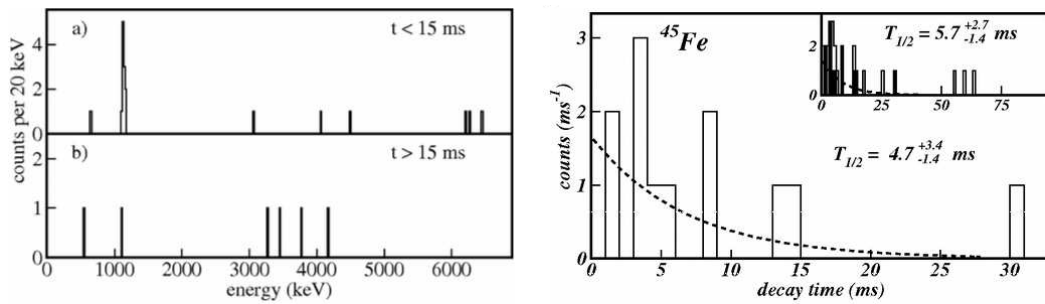 a)
t < 15 ms
4
2
0
b)
t > 15 ms
2
1
0
counts per 20 keV
0 1000 2000 3000 4000 5000 6000
energy (keV)
45Fe
3
2
1
0
counts (ms-1)
T1/2 = 5.7 +2.7 -1.4 ms
2
0
0 25 50 75
T1/2 = 4.7 +3.4 -1.4 ms
0 5 10 15 20 25 30
decay time (ms)